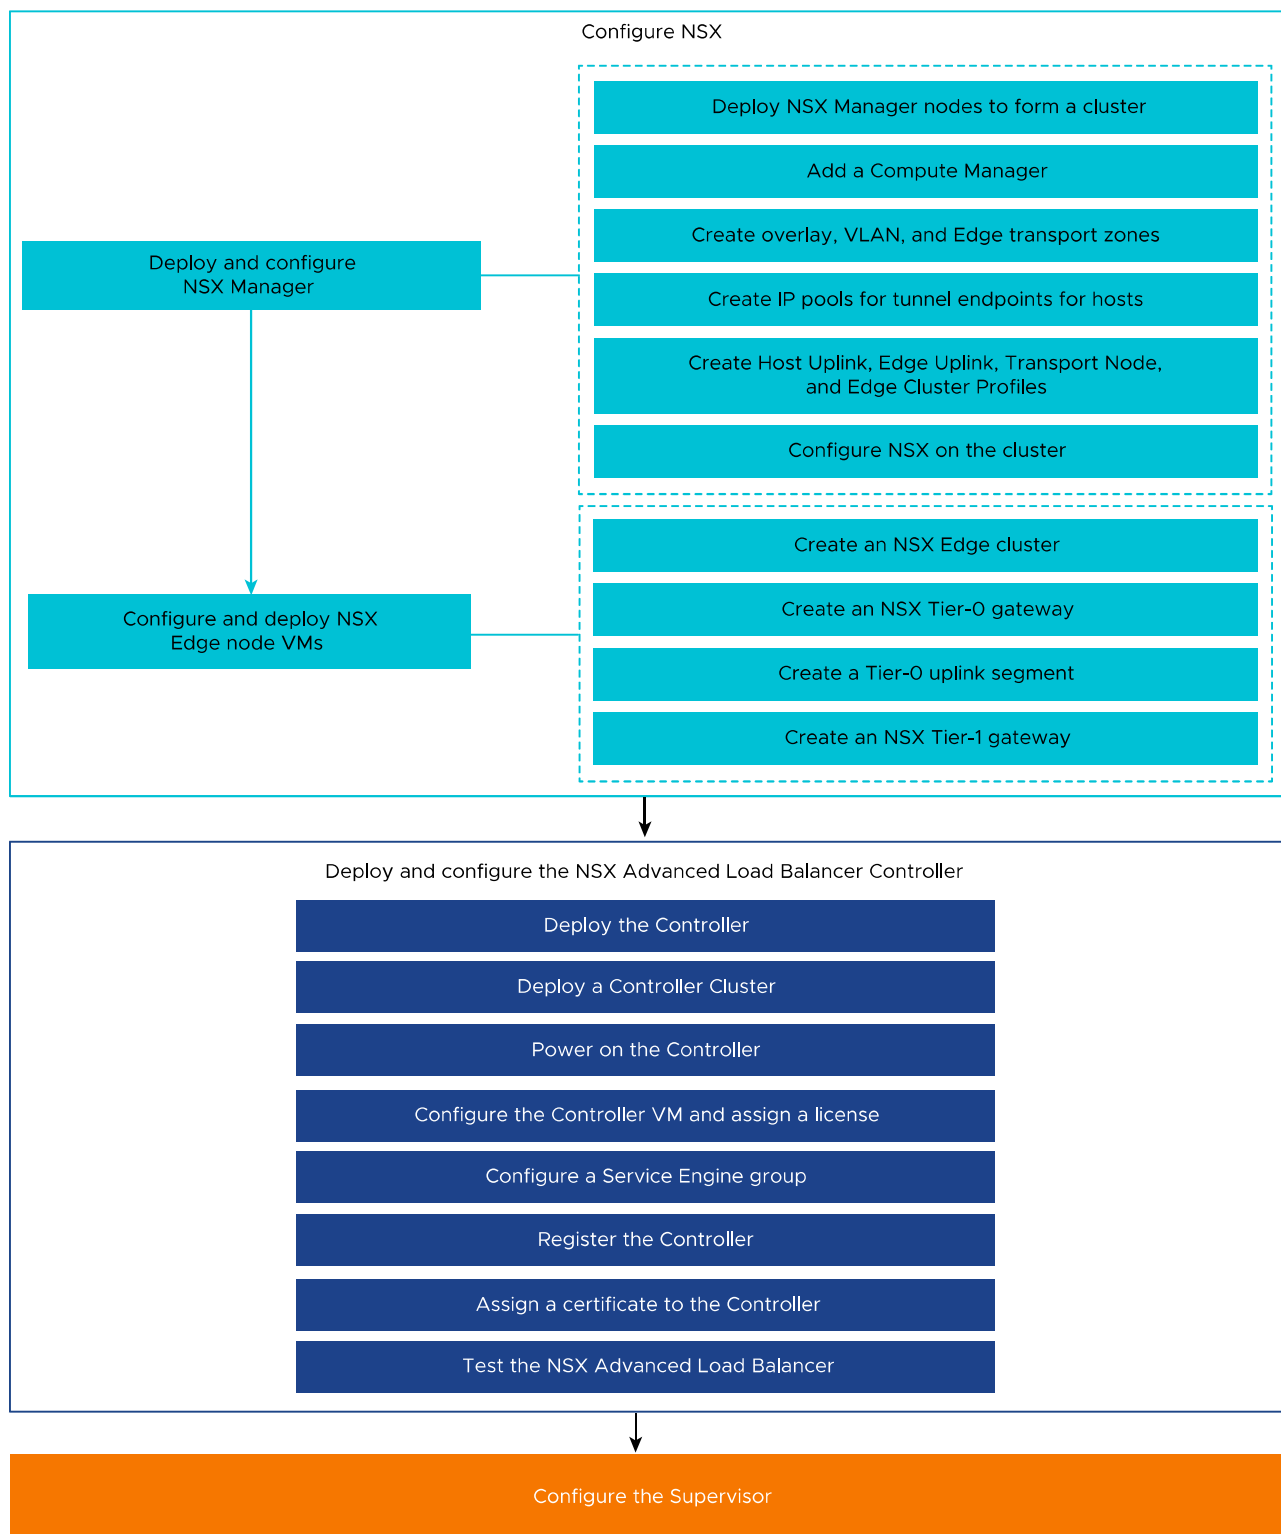 Configure NSX
Deploy and configure
NSX Manager
Deploy NSX Manager nodes to form a cluster
Add a Compute Manager
Create overlay, VLAN, and Edge transport zones
Create IP pools for tunnel endpoints for hosts
Create Host Uplink, Edge Uplink, Transport Node,
and Edge Cluster Profiles
Configure NSX on the cluster
Configure and deploy NSX
Edge node VMs
Create an NSX Edge cluster
Create an NSX Tier-0 gateway
Create a Tier-0 uplink segment
Create an NSX Tier-1 gateway
Deploy and configure the NSX Advanced Load Balancer Controller
Deploy the Controller
Deploy a Controller Cluster
Power on the Controller
Configure the Controller VM and assign a license
Configure a Service Engine group
Register the Controller
Assign a certificate to the Controller
Test the NSX Advanced Load Balancer
Configure the Supervisor